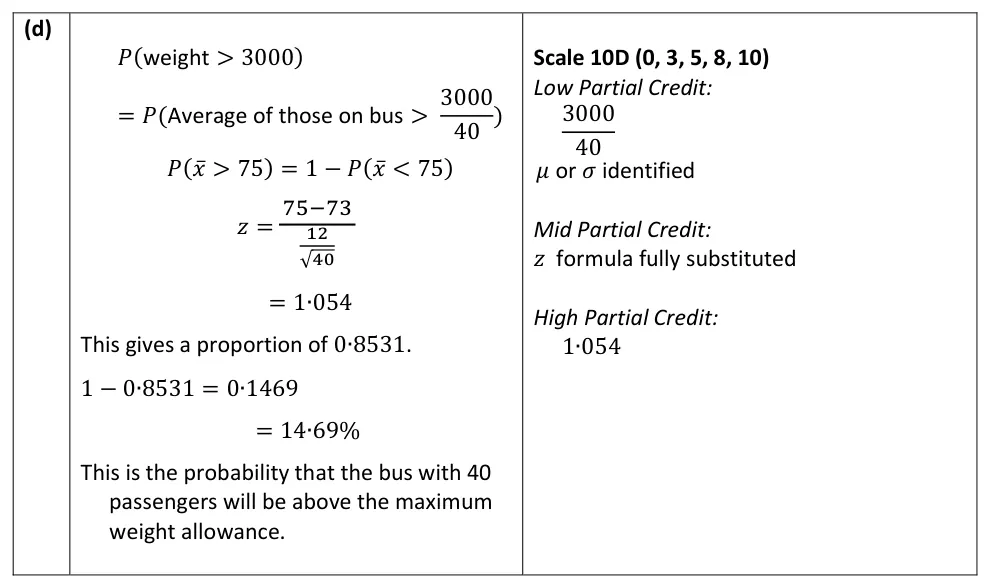 (d)
P(weight > 3000)
= P(Average of those on bus > 3000/40)
P(x̄ > 75) = 1 − P(x̄ < 75)
z = (75−73)/(12/√40)
= 1·054
This gives a proportion of 0·8531.
1 − 0·8531 = 0·1469
= 14·69%
This is the probability that the bus with 40
passengers will be above the maximum
weight allowance.
Scale 10D (0, 3, 5, 8, 10)
Low Partial Credit:
3000/40
μ or σ identified
Mid Partial Credit:
z formula fully substituted
High Partial Credit:
1·054